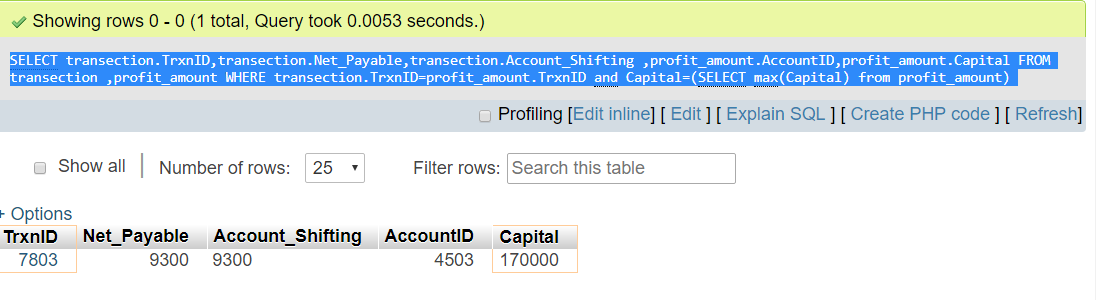 Showing rows 0 - 0 (1 total, Query took 0.0053 seconds.)
SELECT transection.TrxnID,transection.Net_Payable,transection.Account_Shifting ,profit_amount.AccountID,profit_amount.Capital FROM
transection ,profit_amount WHERE transection.TrxnID=profit_amount.TrxnID and Capital=(SELECT max(Capital) from profit_amount)
Profiling [Edit inline] [ Edit ] [ Explain SQL ] [ Create PHP code ] [ Refresh]
Show all | Number of rows: 25 Filter rows: Search this table
+ Options
TrxnID Net_Payable Account_Shifting AccountID Capital
7803 9300 9300 4503 170000